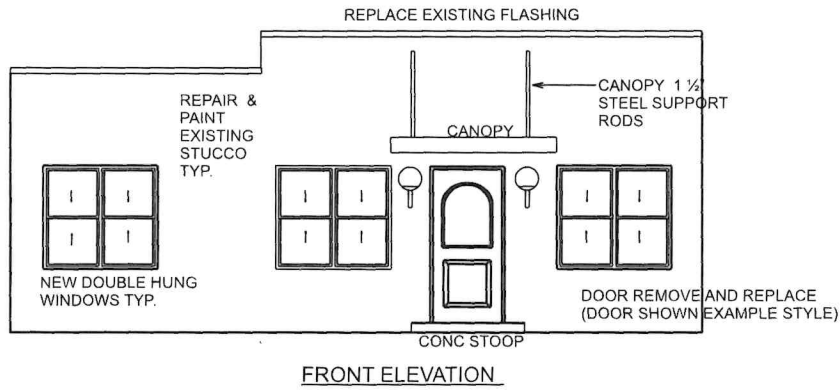 REPLACE EXISTING FLASHING
REPAIR &
PAINT
EXISTING
STUCCO
TYP.
CANOPY 1 ½"
STEEL SUPPORT
RODS
CANOPY
NEW DOUBLE HUNG
WINDOWS TYP.
DOOR REMOVE AND REPLACE
(DOOR SHOWN EXAMPLE STYLE)
CONC STOOP
FRONT ELEVATION